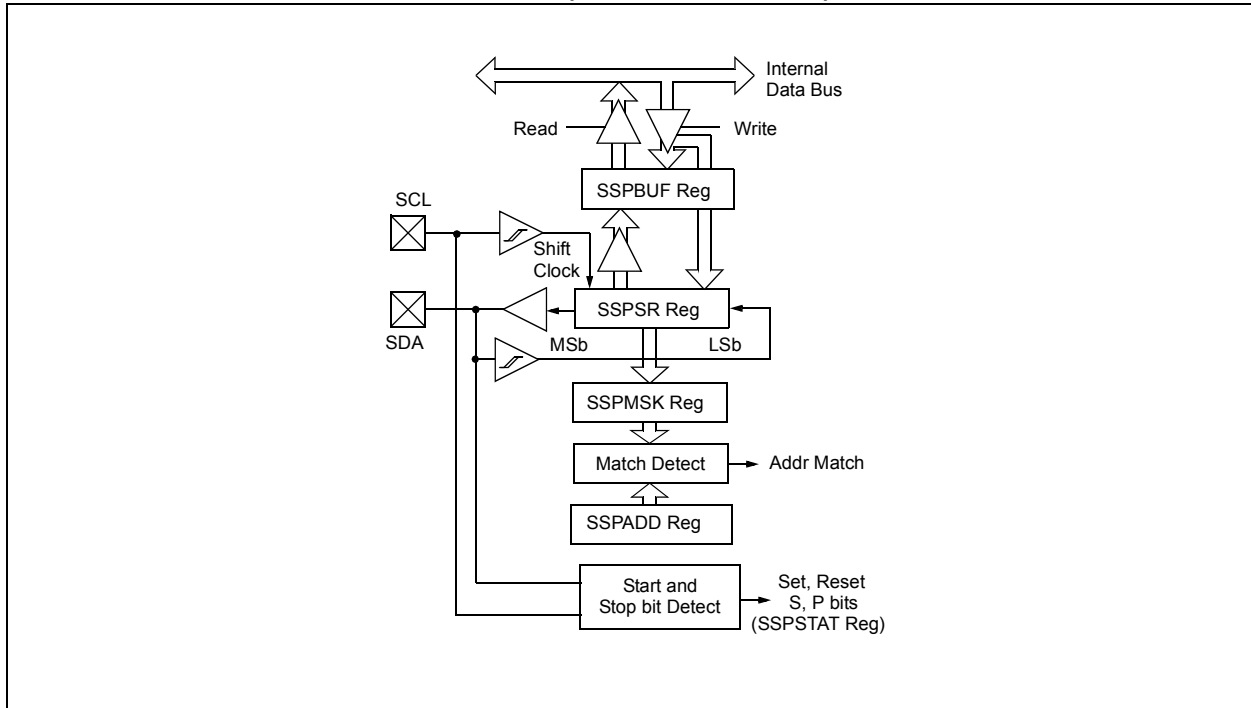 Internal
Data Bus
Read
Write
SSPBUF Reg
SCL
Shift
Clock
SSPSR Reg
SDA
MSb
LSb
SSPMSK Reg
Match Detect
Addr Match
SSPADD Reg
Start and
Stop bit Detect
Set, Reset
S, P bits
(SSPSTAT Reg)